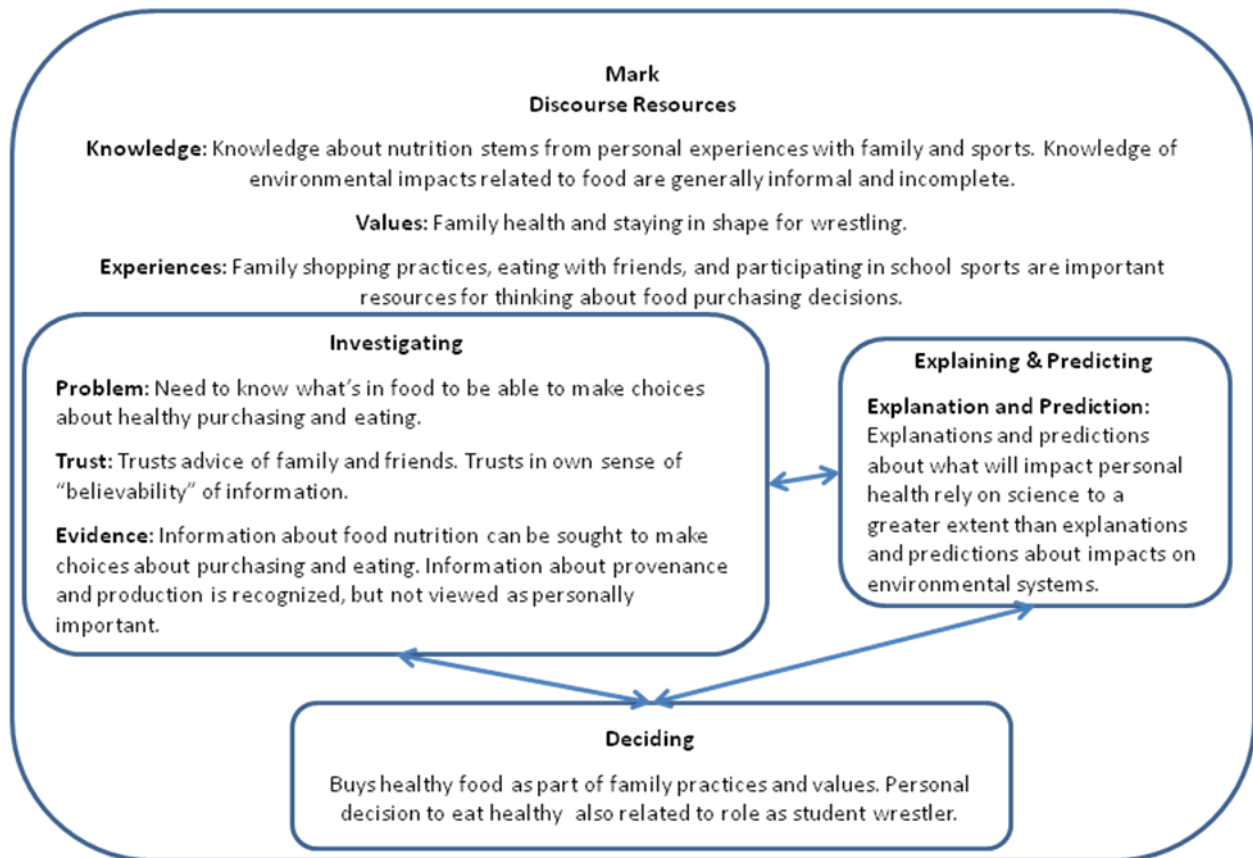 Mark
Discourse Resources
Knowledge: Knowledge about nutrition stems from personal experiences with family and sports. Knowledge of
environmental impacts related to food are generally informal and incomplete.
Values: Family health and staying in shape for wrestling.
Experiences: Family shopping practices, eating with friends, and participating in school sports are important
resources for thinking about food purchasing decisions.
Investigating
Problem: Need to know what's in food to be able to make choices
about healthy purchasing and eating.
Trust: Trusts advice of family and friends. Trusts in own sense of
"believability" of information.
Evidence: Information about food nutrition can be sought to make
choices about purchasing and eating. Information about provenance
and production is recognized, but not viewed as personally
important.
Explaining & Predicting
Explanation and Prediction:
Explanations and predictions
about what will impact personal
health rely on science to a
greater extent than explanations
and predictions about impacts on
environmental systems.
Deciding
Buys healthy food as part of family practices and values. Personal
decision to eat healthy also related to role as student wrestler.